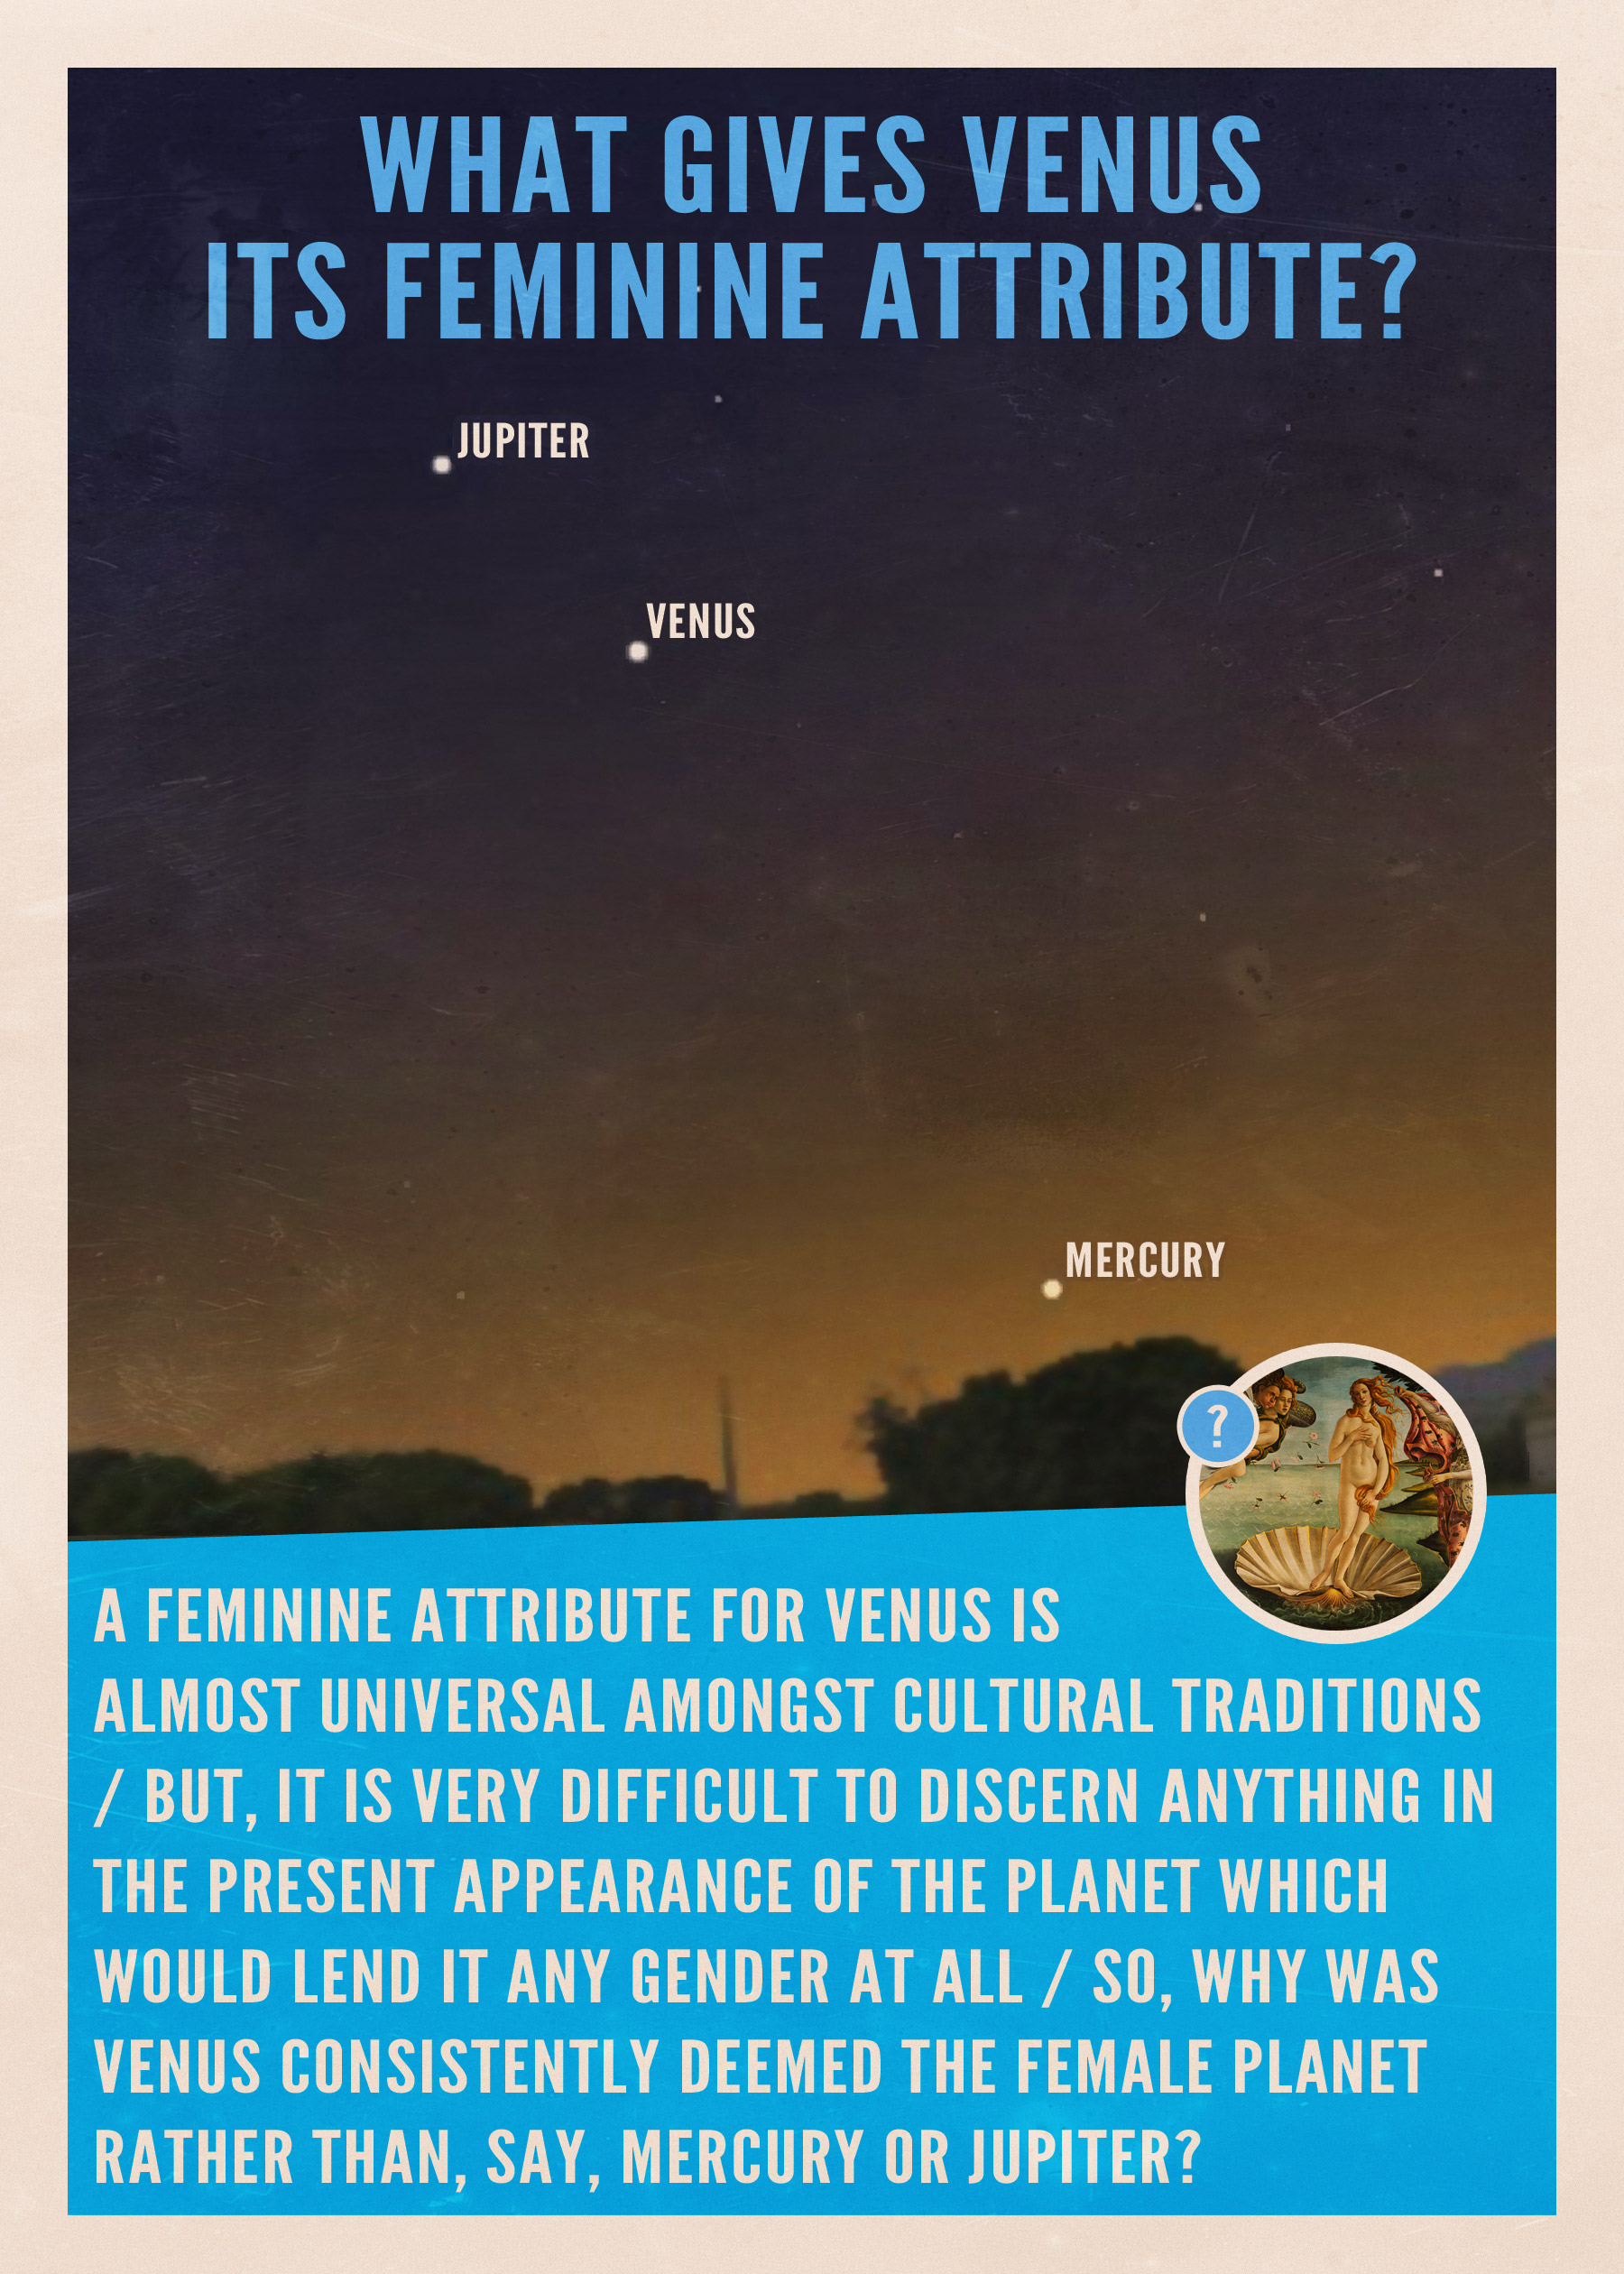 WHAT GIVES VENUS
ITS FEMININE ATTRIBUTE?
JUPITER
VENUS
MERCURY
?
A FEMININE ATTRIBUTE FOR VENUS IS
ALMOST UNIVERSAL AMONGST CULTURAL TRADITIONS
/ BUT, IT IS VERY DIFFICULT TO DISCERN ANYTHING IN
THE PRESENT APPEARANCE OF THE PLANET WHICH
WOULD LEND IT ANY GENDER AT ALL / SO, WHY WAS
VENUS CONSISTENTLY DEEMED THE FEMALE PLANET
RATHER THAN, SAY, MERCURY OR JUPITER?